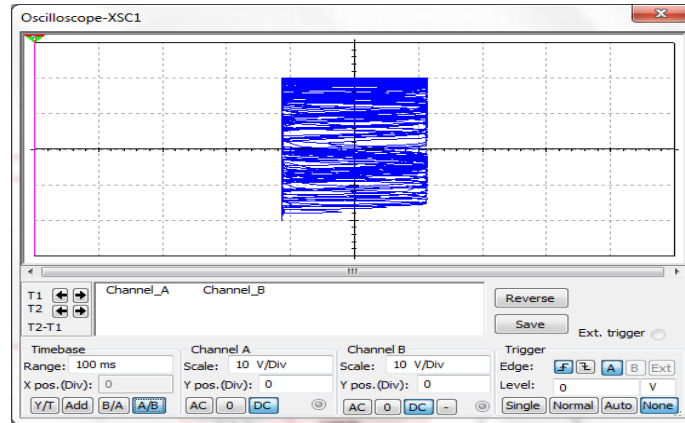 Oscilloscope-XSC1
T1 Channel_A Channel_B
T2
T2-T1
Reverse
Save
Ext. trigger
Timebase Channel A Channel B Trigger
Range: 100 ms Scale: 10 V/Div Scale: 10 V/Div Edge: A B Ext
X pos.(Div): 0 Y pos.(Div): 0 Y pos.(Div): 0 Level: 0 V
Y/T Add B/A A/B AC 0 DC AC 0 DC - Single Normal Auto None